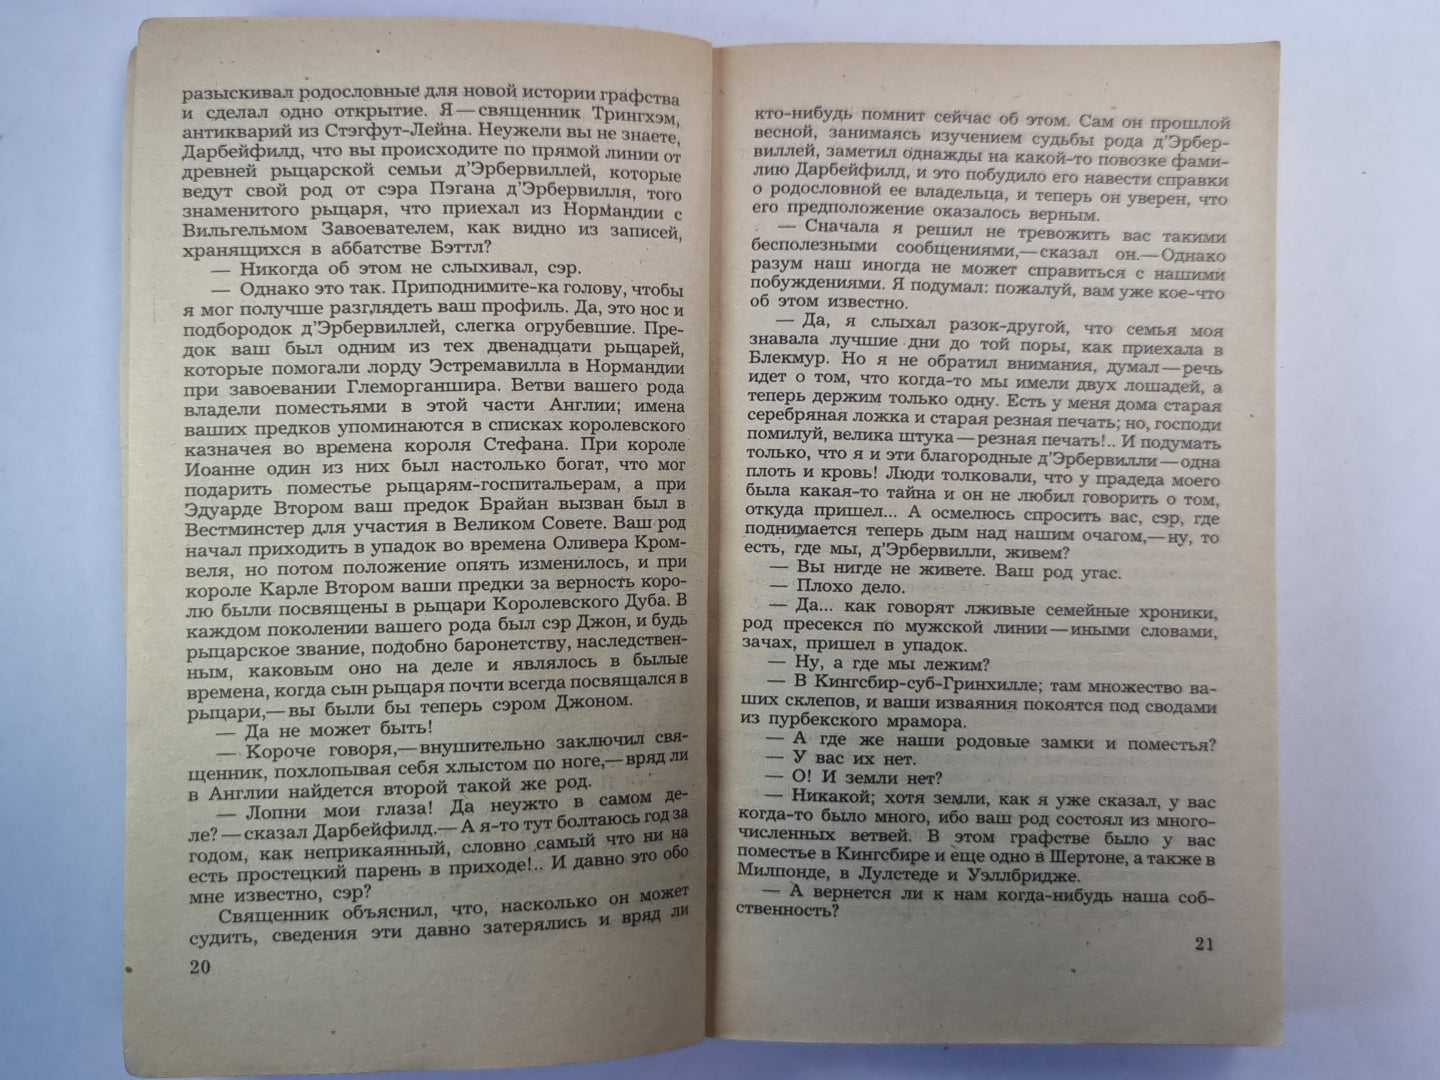 разыскивал родословные для новой истории графства
и сделал одно открытие. Я — священник Трингхэм,
антикварий из Стэгфут-Лейна. Неужели вы не знаете,
Дарбейфилд, что вы происходите по прямой линии от
древней рыцарской семьи д'Эрбервиллей, которые
ведут свой род от сэра Пэгана д'Эрбервилля, того
знаменитого рыцаря, что приехал из Нормандии с
Вильгельмом Завоевателем, как видно из записей,
хранящихся в аббатстве Бэттл?
— Никогда об этом не слыхивал, сэр.
— Однако это так. Приподнимите-ка голову, чтобы
я мог получше разглядеть ваш профиль. Да, это нос и
подбородок д'Эрбервиллей, слегка огрубевшие. Пре-
док ваш был одним из тех двенадцати рыцарей,
которые помогали лорду Эстремавилла в Нормандии
при завоевании Глеморганшира. Ветви вашего рода
владели поместьями в этой части Англии; имена
ваших предков упоминаются в списках королевского
казначея во времена короля Стефана. При короле
Иоанне один из них был настолько богат, что мог
подарить поместье рыцарям-госпитальерам, а при
Эдуарде Втором ваш предок Брайан вызван был в
Вестминстер для участия в Великом Совете. Ваш род
начал приходить в упадок во времена Оливера Кром-
веля, но потом положение опять изменилось, и при
короле Карле Втором ваши предки за верность коро-
лю были посвящены в рыцари Королевского Дуба. В
каждом поколении вашего рода был сэр Джон, и будь
рыцарское звание, подобно баронетству, наследствен-
ным, каковым оно на деле и являлось в былые
времена, когда сын рыцаря почти всегда посвящался в
рыцари,— вы были бы теперь сэром Джоном.
— Да не может быть!
— Короче говоря,— внушительно заключил свя-
щенник, похлопывая себя хлыстом по ноге,— вряд ли
в Англии найдется второй такой же род.
— Лопни мои глаза! Да неужто в самом де-
ле? — сказал Дарбейфилд.— А я-то тут болтаюсь год за
годом, как неприкаянный, словно самый что ни на
есть простецкий парень в приходе!.. И давно это обо
мне известно, сэр?
Священник объяснил, что, насколько он может
судить, сведения эти давно затерялись и вряд ли
20
кто-нибудь помнит сейчас об этом. Сам он прошлой
весной, занимаясь изучением судьбы рода д'Эрбер-
виллей, заметил однажды на какой-то повозке фами-
лию Дарбейфилд, и это побудило его навести справки
о родословной ее владельца, и теперь он уверен, что
его предположение оказалось верным.
— Сначала я решил не тревожить вас такими
бесполезными сообщениями,— сказал он.— Однако
разум наш иногда не может справиться с нашими
побуждениями. Я подумал: пожалуй, вам уже кое-что
об этом известно.
— Да, я слыхал разок-другой, что семья моя
знавала лучшие дни до той поры, как приехала в
Блекмур. Но я не обратил внимания, думал — речь
идет о том, что когда-то мы имели двух лошадей, а
теперь держим только одну. Есть у меня дома старая
серебряная ложка и старая резная печать; но, господи
помилуй, велика штука — резная печать!.. И подумать
только, что я и эти благородные д'Эрбервилли — одна
плоть и кровь! Люди толковали, что у прадеда моего
была какая-то тайна и он не любил говорить о том,
откуда пришел... А осмелюсь спросить вас, сэр, где
поднимается теперь дым над нашим очагом,— ну, то
есть, где мы, д'Эрбервилли, живем?
— Вы нигде не живете. Ваш род угас.
— Плохо дело.
— Да... как говорят лживые семейные хроники,
род пресекся по мужской линии — иными словами,
зачах, пришел в упадок.
— Ну, а где мы лежим?
— В Кингсбир-суб-Гринхилле; там множество ва-
ших склепов, и ваши изваяния покоятся под сводами
из пурбекского мрамора.
— А где же наши родовые замки и поместья?
— У вас их нет.
— О! И земли нет?
— Никакой; хотя земли, как я уже сказал, у вас
когда-то было много, ибо ваш род состоял из много-
численных ветвей. В этом графстве было у вас
поместье в Кингсбире и еще одно в Шертоне, а также в
Милпонде, в Лулстеде и Уэллбридже.
— А вернется ли к нам когда-нибудь наша соб-
ственность?
21